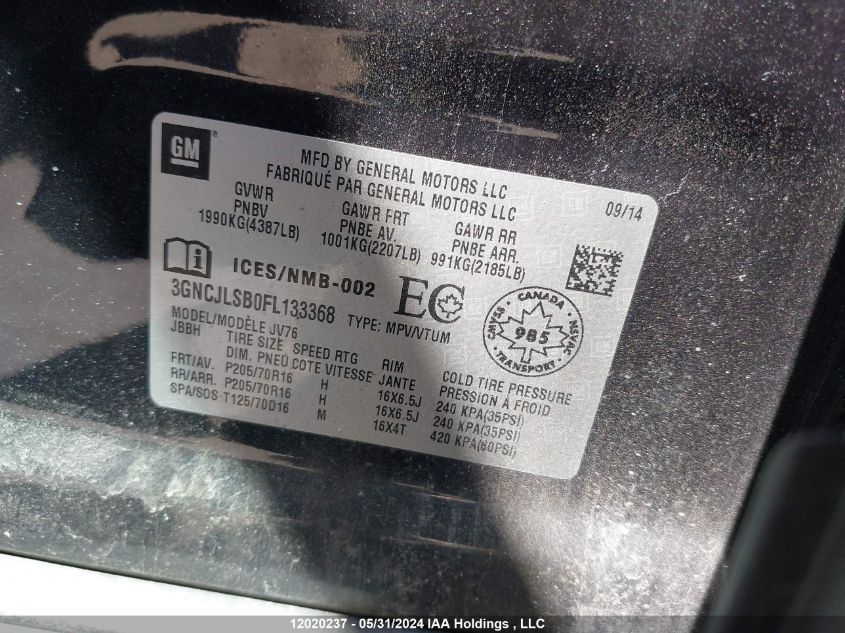 GM
MFD BY GENERAL MOTORS LLC
FABRIQUÉ PAR GENERAL MOTORS LLC
09/14
GVWR
PNBV
1990KG(4387LB)
GAWR FRT
PNBE AV.
1001KG(2207LB)
GAWR RR
PNBE ARR.
991KG(2185LB)
ICES/NMB-002
EC
3GNCJLSB0FL133368
TYPE: MPV/VTUM
MODEL/MODÈLE JV76
JBBH
CANADA
CMVSS
985
NSVAC
TRANSPORT
TIRE SIZE SPEED RTG RIM
DIM. PNEU COTE VITESSE JANTE
COLD TIRE PRESSURE
PRESSION À FROID
FRT/AV. P205/70R16 H 16X6.5J 240 KPA(35PSI)
RR/ARR. P205/70R16 H 16X6.5J 240 KPA(35PSI)
SPA/SOS T125/70D16 M 16X4T 420 KPA(60PSI)
12020237 - 05/31/2024 IAA Holdings , LLC